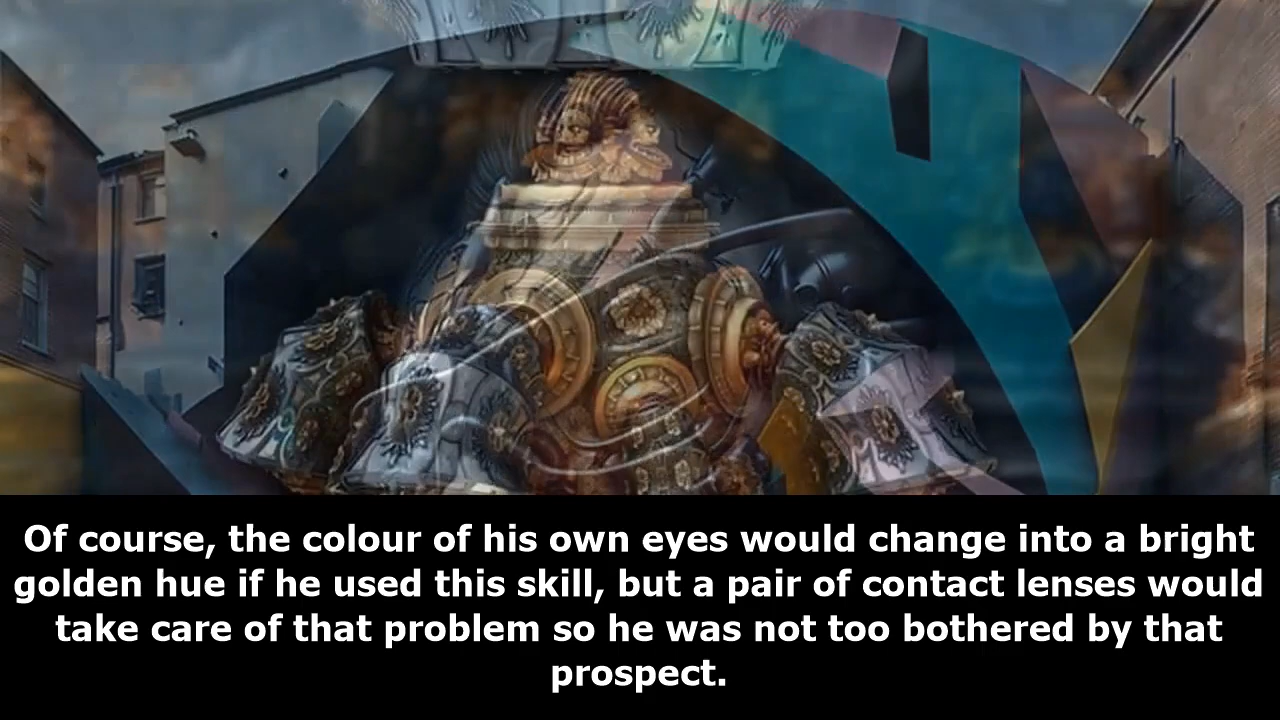 Of course, the colour of his own eyes would change into a bright
golden hue if he used this skill, but a pair of contact lenses would
take care of that problem so he was not too bothered by that
prospect.